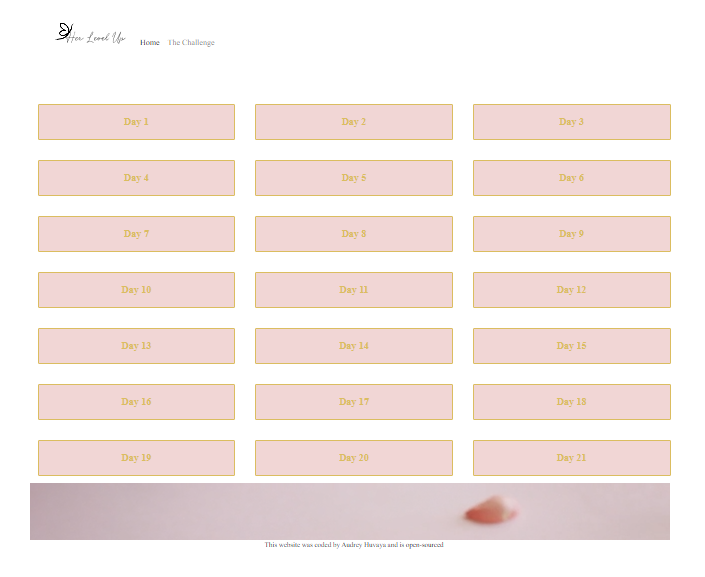 Her Level Up
Home The Challenge
Day 1 Day 2 Day 3
Day 4 Day 5 Day 6
Day 7 Day 8 Day 9
Day 10 Day 11 Day 12
Day 13 Day 14 Day 15
Day 16 Day 17 Day 18
Day 19 Day 20 Day 21
This website was coded by Audrey Huvaya and is open-sourced